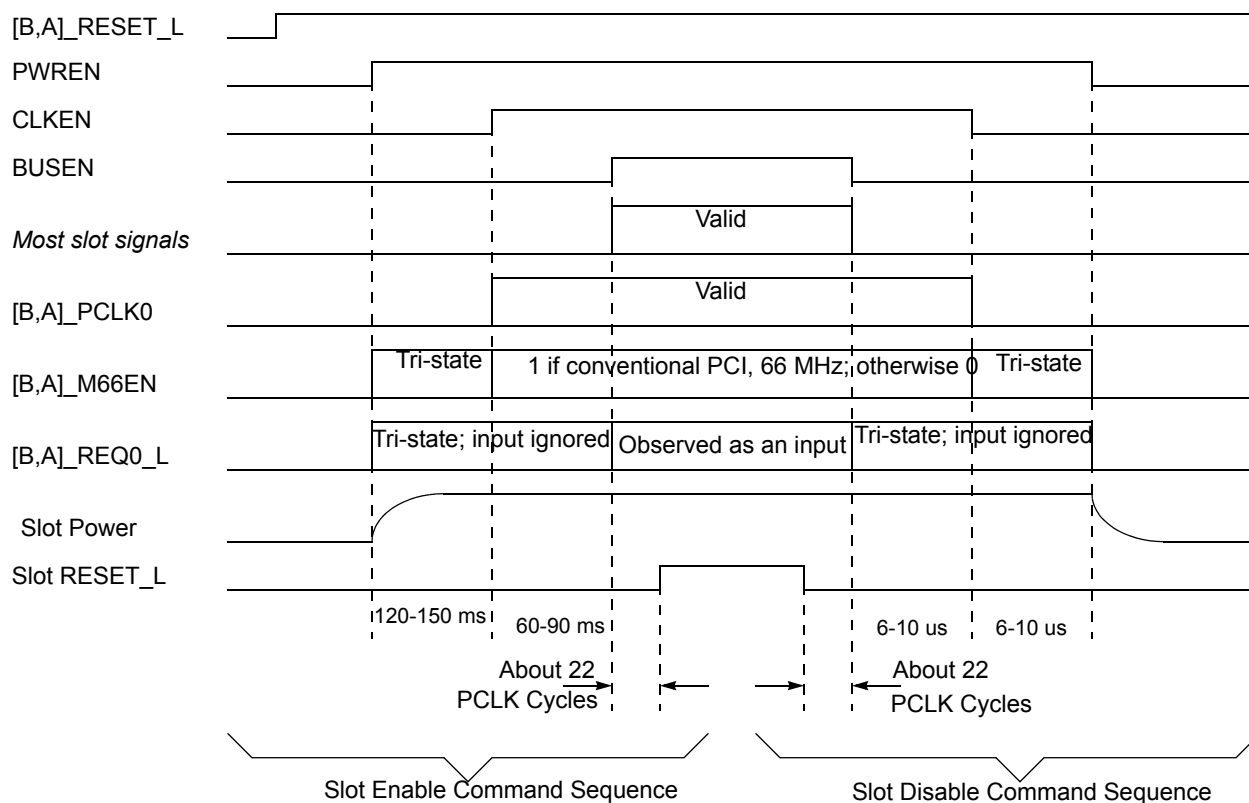 [B,A]_RESET_L
PWREN
CLKEN
BUSEN
Valid
Most slot signals
Valid
[B,A]_PCLK0
Tri-state
1 if conventional PCI, 66 MHz; otherwise 0
Tri-state
[B,A]_M66EN
Tri-state; input ignored
Observed as an input
Tri-state; input ignored
[B,A]_REQ0_L
Slot Power
Slot RESET_L
120-150 ms
60-90 ms
6-10 us
6-10 us
About 22
PCLK Cycles
About 22
PCLK Cycles
Slot Enable Command Sequence
Slot Disable Command Sequence